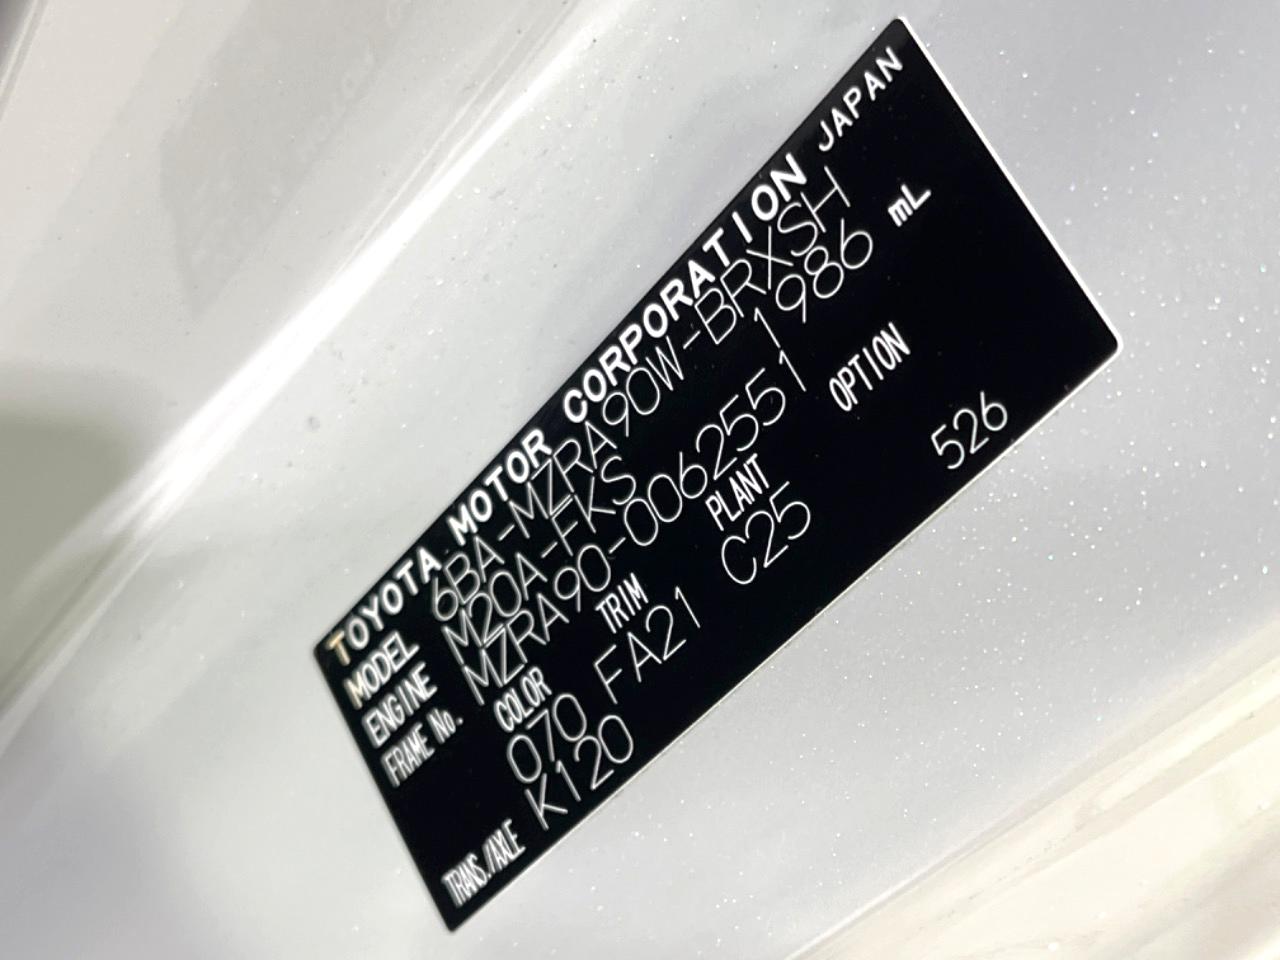 TOYOTA MOTOR CORPORATION JAPAN
MODEL 6BA-MZRA90W-BRXSH
ENGINE M20A-FKS 1986 mL
FRAME No. MZRA90-0062551
COLOR TRIM PLANT OPTION
070 FA21 C25 526
TRANS./AXLE K120